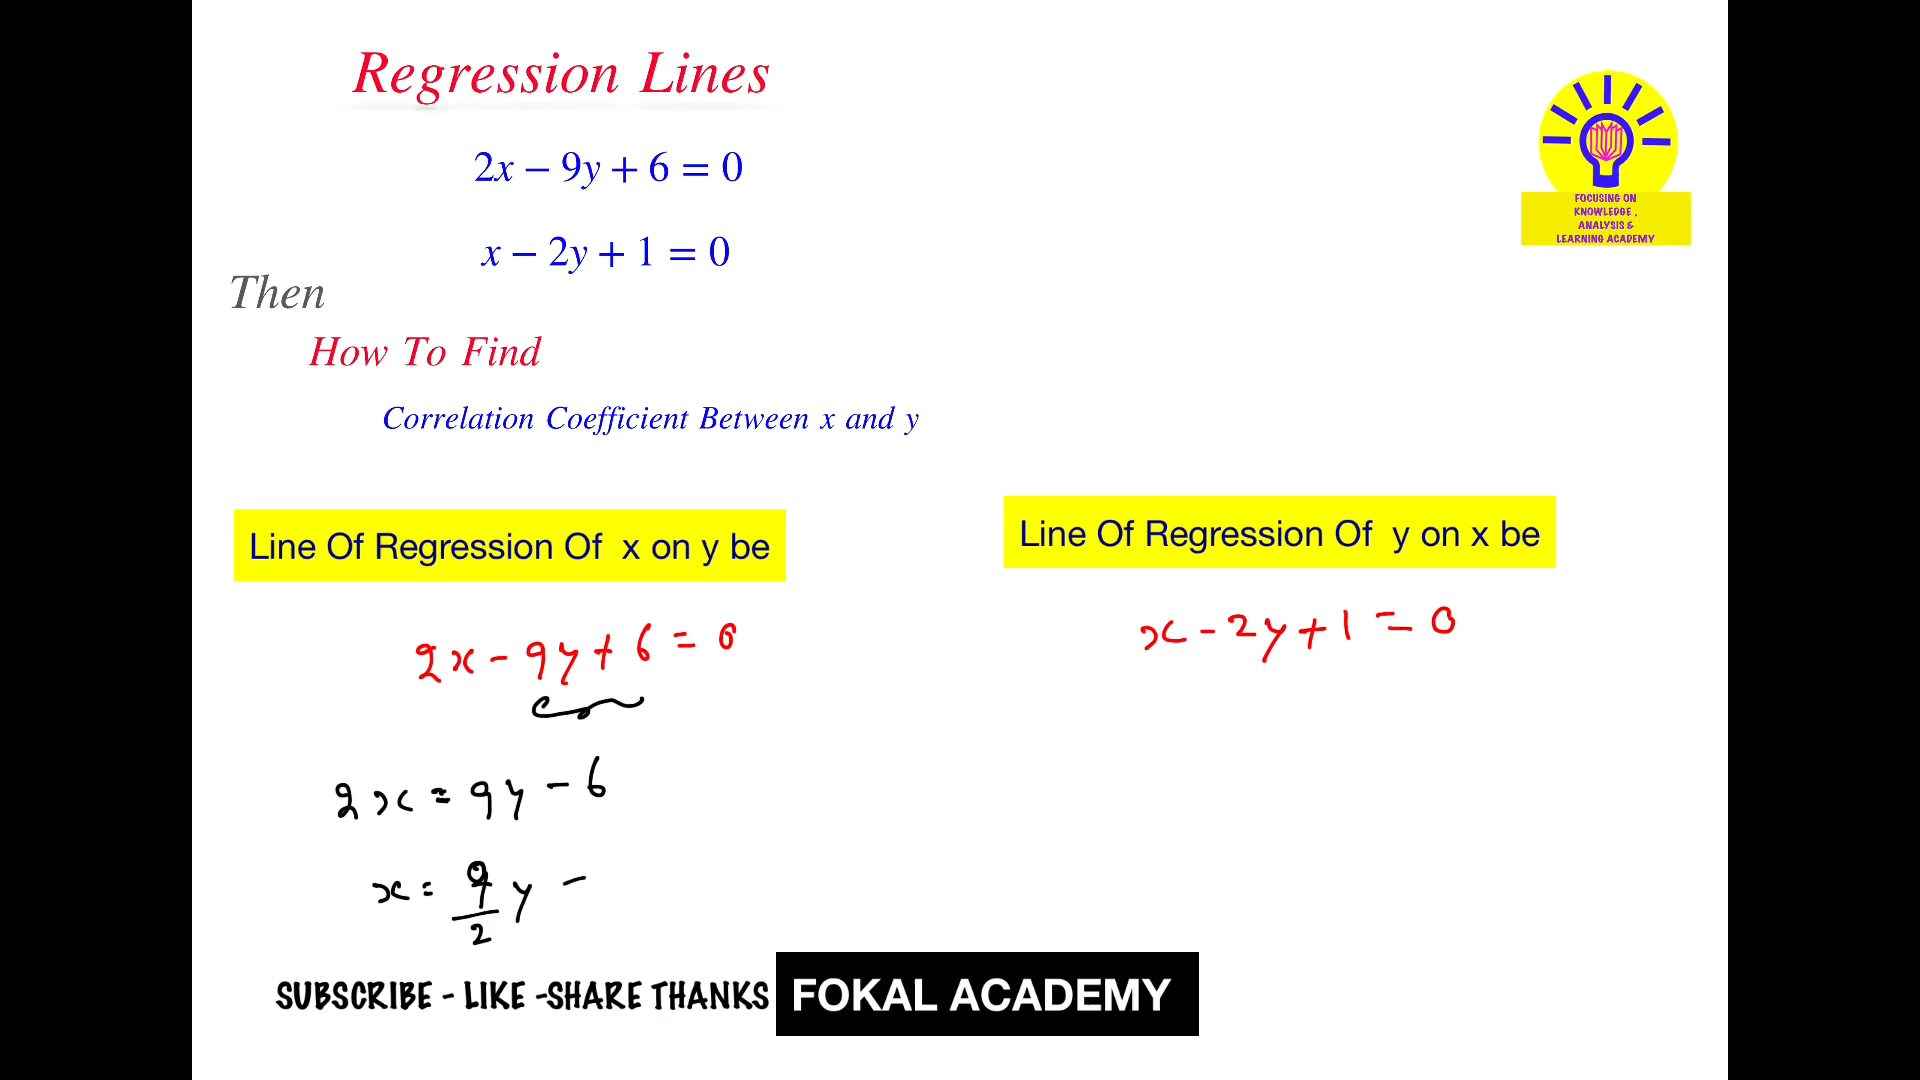 Regression Lines
2x − 9y + 6 = 0
x − 2y + 1 = 0
Then
How To Find
Correlation Coefficient Between x and y
FOCUSING ON
KNOWLEDGE ,
ANALYSIS &
LEARNING ACADEMY
Line Of Regression Of x on y be
2x - 9y + 6 = 0
2x = 9y - 6
x = 9/2 y -
Line Of Regression Of y on x be
x - 2y + 1 = 0
SUBSCRIBE - LIKE -SHARE THANKS
FOKAL ACADEMY